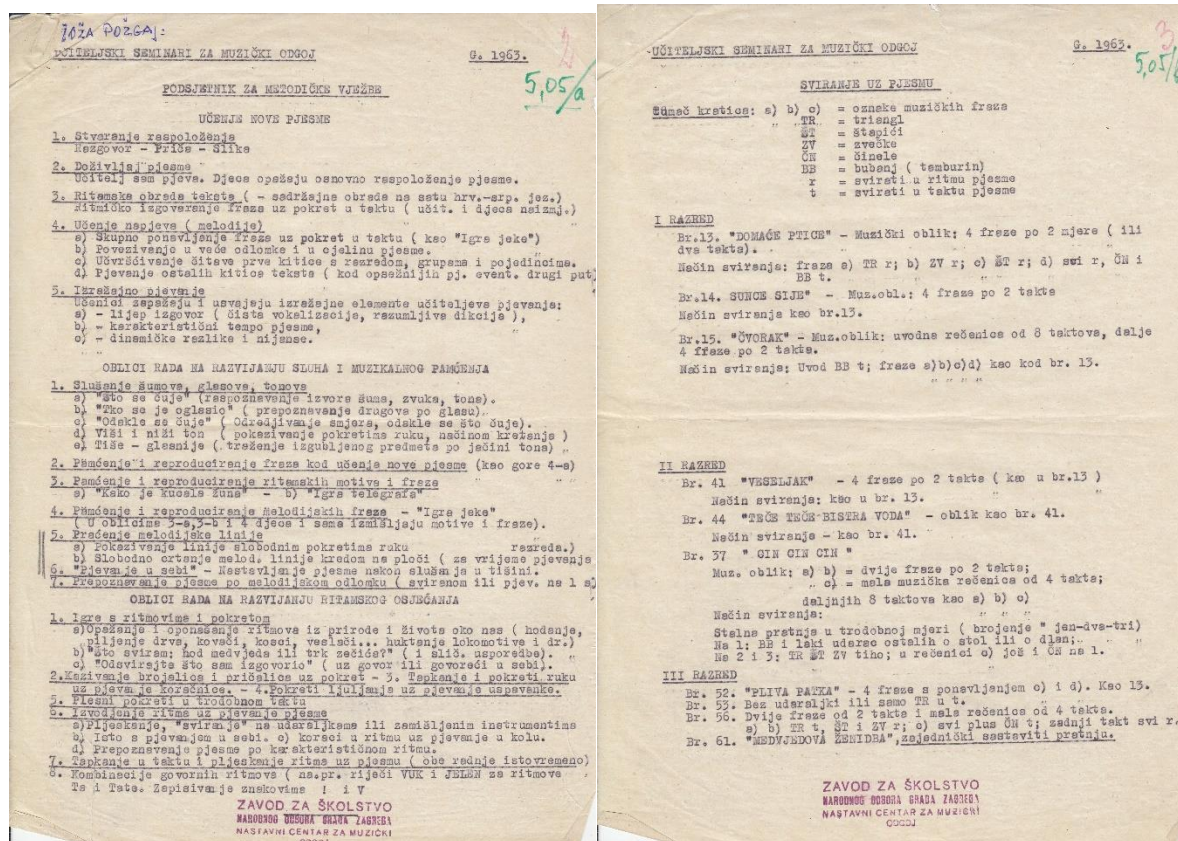 JOŽA POŽGAJ:
UČITELJSKI SEMINARI ZA MUZIČKI ODGOJ G. 1963.
2
5,05/a
PODSJETNIK ZA METODIČKE VJEŽBE
UČENJE NOVE PJESME
1. Stvaranje raspoloženja
Razgovor - Priča - Slika
2. Doživljaj pjesme
Učitelj sam pjeva. Djeca opažaju osnovno raspoloženje pjesme.
3. Ritamska obrada teksta ( - sadržajna obrada na satu hrv.-srp. jez.)
Ritmičko izgovaranje fraza uz pokret u taktu ( učit. i djeca naizmj.)
4. Učenje napjeva ( melodije)
a) Skupno ponavljanje fraza uz pokret u taktu ( kao "Igra jeke")
b) Povezivanje u veće odlomke i u cjelinu pjesme.
c) Učvršćivanje čitave prve kitice s razredom, grupama i pojedincima.
d) Pjevanje ostalih kitica teksta ( kod opsežnijih pj. event. drugi put)
5. Izražajno pjevanje
Učenici zapažaju i usvajaju izražajne elemente učiteljeva pjevanja:
a) - lijep izgovor ( čista vokalizacija, razumljiva dikcija ),
b) - karakteristični tempo pjesme,
c) - dinamičke razlike i nijanse.
OBLICI RADA NA RAZVIJANJU SLUHA I MUZIKALNOG PAMĆENJA
1. Slušanje šumova, glasova, tonova
a) "Što se čuje" (raspoznavanje izvora šuma, zvuka, tona).
b) "Tko se je oglasio" ( prepoznavanje drugova po glasu).
c) "Odakle se čuje" ( Odredjivanje smjera, odakle se što čuje).
d) Viši i niži ton ( pokazivanje pokretima ruku, načinom kretanja )
e) Tiše - glasnije ( traženje izgubljenog predmeta po jačini tona)
2. Pamćenje i reproduciranje fraza kod učenja nove pjesme (kao gore 4-a)
3. Pamćenje i reproduciranje ritamskih motiva i fraza
a) "Kako je kucala žuna" - b) "Igra telegrafa"
4. Pamćenje i reproduciranje melodijskih fraza - "Igra jeke"
( U oblicima 3-a,3-b i 4 djeca i sama izmišljaju motive i fraze).
5. Praćenje melodijske linije
a) Pokazivanje linije slobodnim pokretima ruku razreda.)
b) Slobodno crtanje melod. linije kredom na ploči ( za vrijeme pjevanja
6. "Pjevanje u sebi" - Nastavljanje pjesme nakon slušanja u tišini.
7. Prepoznavanje pjesme po melodijskom odlomku ( sviranom ili pjev. na 1 s)
OBLICI RADA NA RAZVIJANJU RITAMSKOG OSJEĆANJA
1. Igre s ritmovima i pokretom
a)Opažanje i oponašanje ritmova iz prirode i života oko nas ( hodanje,
piljenje drva, kovači, kosci, veslači... huktanje lokomotiva i dr.)
b)"Što sviram: hod medvjeda ili trk zečića?" ( i slič. usporedbe).
c) "Odsvirajte što sam izgovorio" ( uz govor ili govoreći u sebi).
2.Kazivanje brojalica i pričalica uz pokret - 3. Tapkanje i pokreti ruku
uz pjevanje koračnice. - 4.Pokreti ljuljanja uz pjevanje uspavanke.
5. Plesni pokreti u trodobnom taktu
6. Izvodjenje ritma uz pjevanje pjesme
a)Pljeskanje, "sviranje" na udaraljkama ili zamišljenim instrumentima
b) Isto s pjevanjem u sebi. c) koraci u ritmu uz pjevanje u kolu.
d) Prepoznavanje pjesme po karakterističnom ritmu.
7. Tapkanje u taktu i pljeskanje ritma uz pjesmu ( obe radnje istovremeno)
8. Kombinacije govornih ritmova ( na.pr. riječi VUK i JELEN za ritmove
Ta i Tate. Zapisivanje znakovima ! i V
ZAVOD ZA ŠKOLSTVO
NARODNOG ODBORA GRADA ZAGREBA
NASTAVNI CENTAR ZA MUZIČKI
ODGOJ
UČITELJSKI SEMINARI ZA MUZIČKI ODGOJ G. 1963.
3
SVIRANJE UZ PJESMU
Tumač kratica: a) b) c) = oznake muzičkih fraza
TR = triangl
ŠT = štapići
ZV = zvečke
ČN = činele
BB = bubanj ( tamburin)
r = svirati u ritmu pjesme
t = svirati u taktu pjesme
I RAZRED
Br.13. "DOMAĆE PTICE" - Muzički oblik: 4 fraze po 2 mjere ( ili
dva takta).
Način sviranja: fraza a) TR r; b) ZV r; c) ŠT r; d) svi r, ČN i
BB t.
Br.14. SUNCE SIJE" - Muz.obl.: 4 fraze po 2 takta
Način sviranja kao br.13.
Br.15. "ČVORAK" - Muz.oblik: uvodna rečenica od 8 taktova, dalje
4 fraze po 2 takta.
Način sviranja: Uvod BB t; fraze a)b)c)d) kao kod br. 13.
II RAZRED
Br. 41 "VESELJAK" - 4 fraze po 2 takta ( kao u br.13 )
Način sviranja: kao u br. 13.
Br. 44 "TEČE TEČE BISTRA VODA" - oblik kao br. 41.
Način sviranja - kao br. 41.
Br. 37 " CIN CIN CIN "
Muz. oblik: a) b) = dvije fraze po 2 takta;
c) = mala muzička rečenica od 4 takta;
daljnjih 8 taktova kao a) b) c)
Način sviranja:
Stalna pratnja u trodobnoj mjeri ( brojenje " jen-dva-tri)
Na 1: BB i laki udarac ostalih o stol ili o dlan;
Na 2 i 3: TR ŠT ZV tiho; u rečenici c) još i ČN na 1.
III RAZRED
Br. 52. "PLIVA PATKA" - 4 fraze s ponavljanjem c) i d). Kao 13.
Br. 53. Bez udaraljki ili samo TR u t.
Br. 56. Dvije fraze od 2 takta i mala rečenica od 4 takta.
a) b) TR t, ŠT i ZV r; c) svi plus ČN t; zadnji takt svi r.
Br. 61. "MEDVJEDOVA ŽENIDBA",zajednički sastaviti pratnju.
ZAVOD ZA ŠKOLSTVO
NARODNOG ODBORA GRADA ZAGREBA
NASTAVNI CENTAR ZA MUZIČKI
ODGOJ